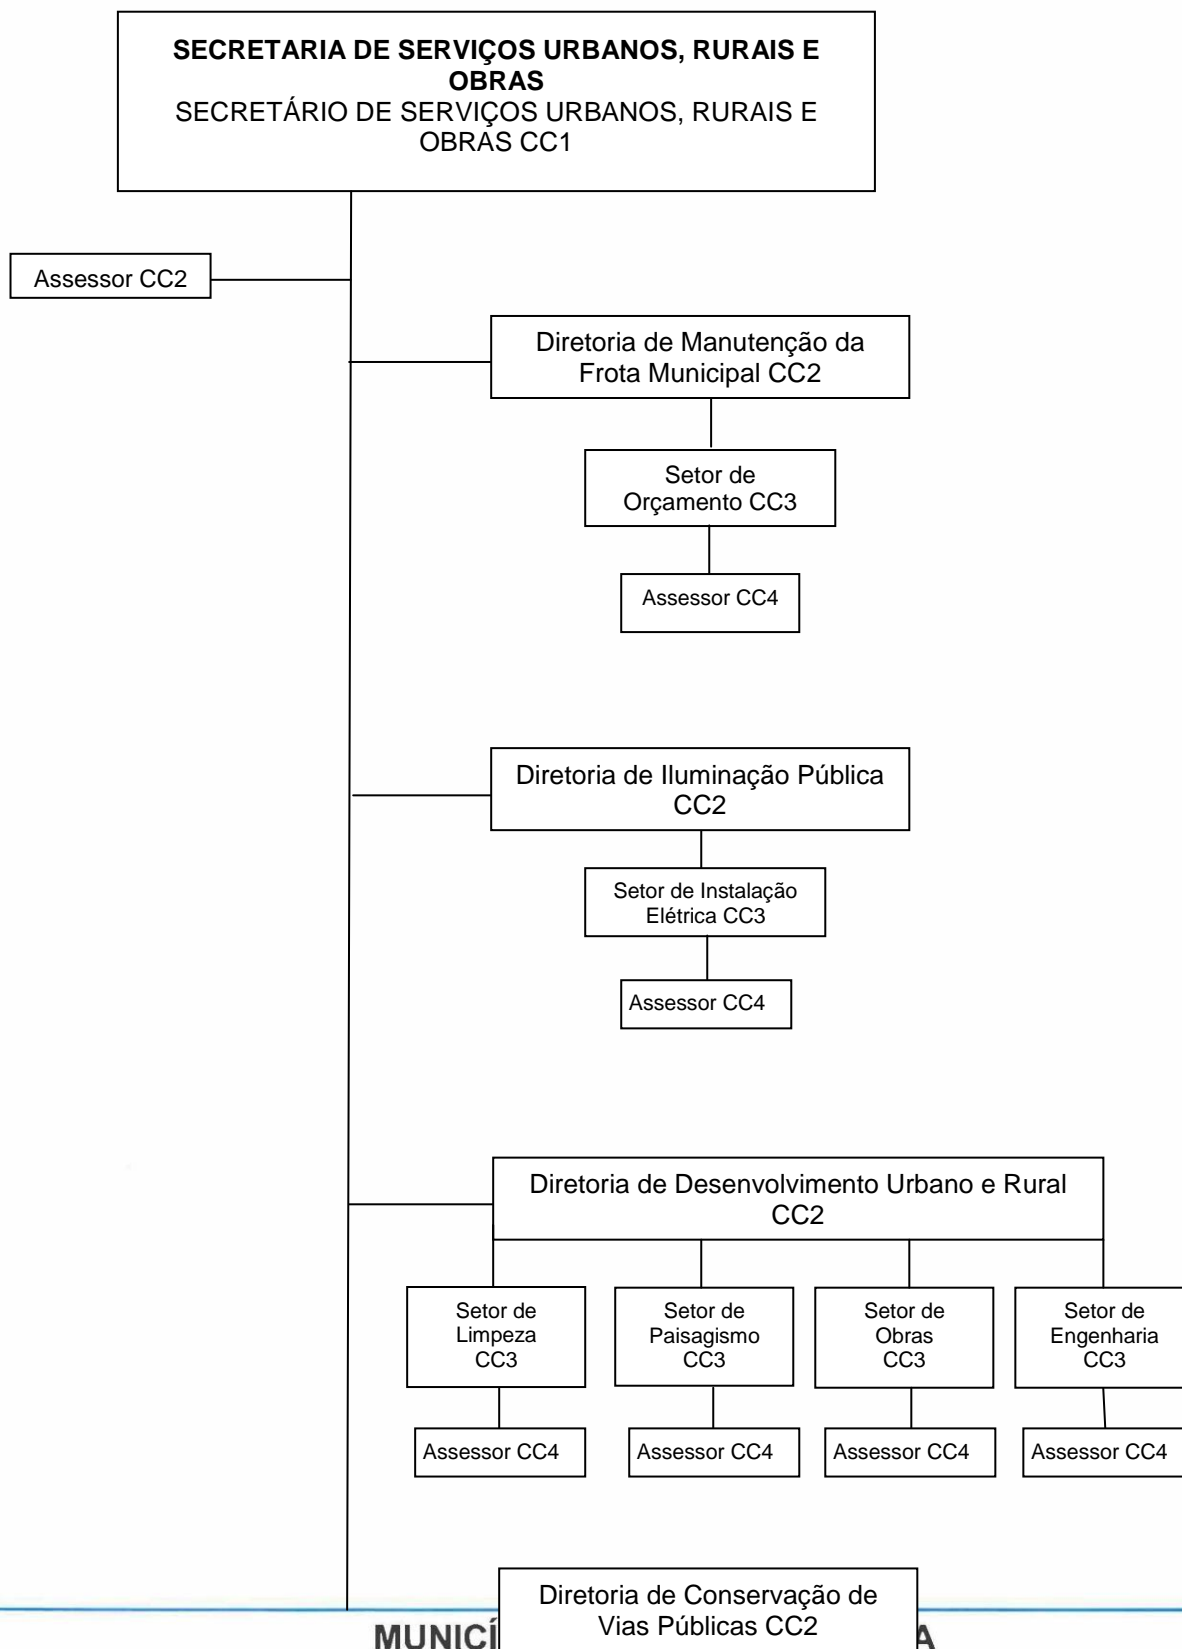 SECRETARIA DE SERVIÇOS URBANOS, RURAIS E
OBRAS
SECRETÁRIO DE SERVIÇOS URBANOS, RURAIS E
OBRAS CC1
Assessor CC2
Diretoria de Manutenção da
Frota Municipal CC2
Setor de
Orçamento CC3
Assessor CC4
Diretoria de Iluminação Pública
CC2
Setor de Instalação
Elétrica CC3
Assessor CC4
Diretoria de Desenvolvimento Urbano e Rural
CC2
Setor de
Limpeza
CC3
Setor de
Paisagismo
CC3
Setor de
Obras
CC3
Setor de
Engenharia
CC3
Assessor CC4
Assessor CC4
Assessor CC4
Assessor CC4
Diretoria de Conservação de
Vias Públicas CC2